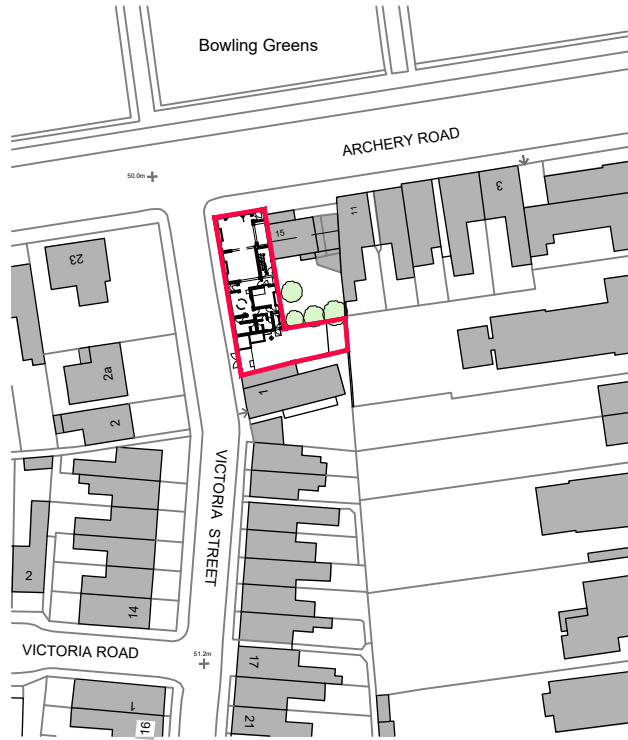 Bowling Greens
ARCHERY ROAD
50.0m
3
11
15
23
2a
1
2
VICTORIA STREET
2
14
VICTORIA ROAD
51.2m
17
1
16
21